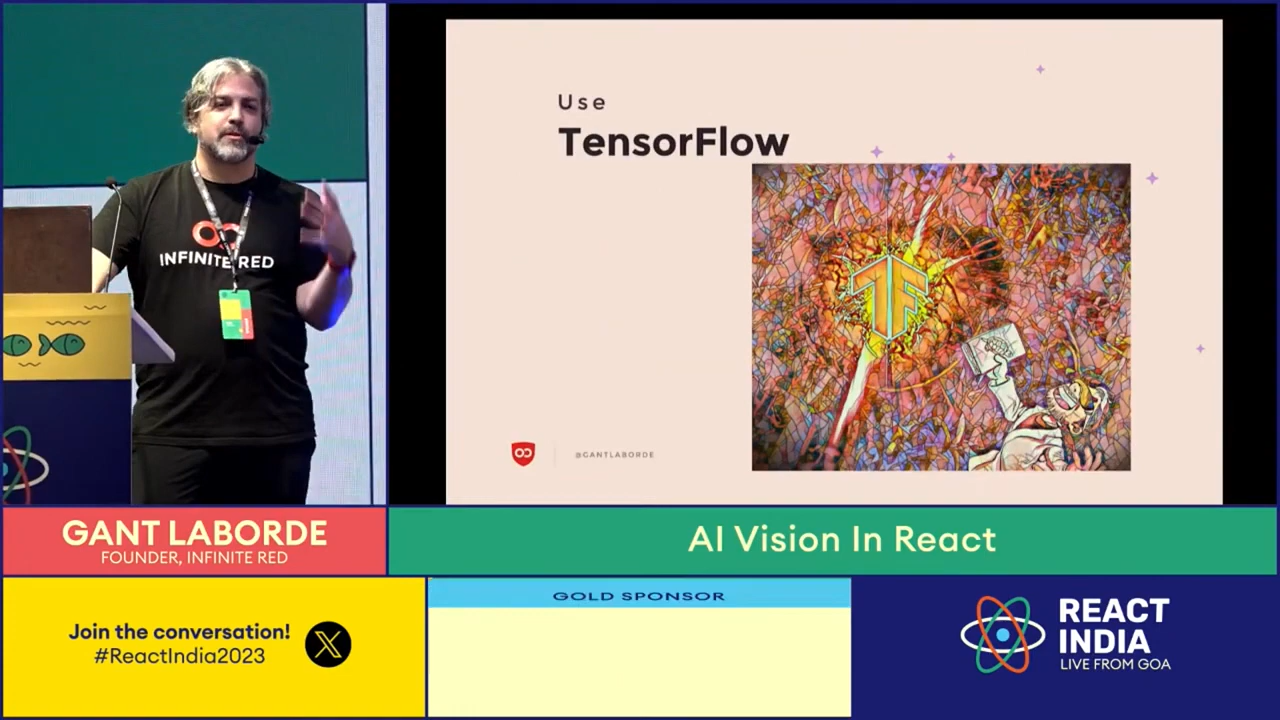 INFINITE RED
Use
TensorFlow
TF
@GANTLABORDE
GANT LABORDE
FOUNDER, INFINITE RED
AI Vision In React
Join the conversation!
#ReactIndia2023
X
GOLD SPONSOR
REACT
INDIA
LIVE FROM GOA